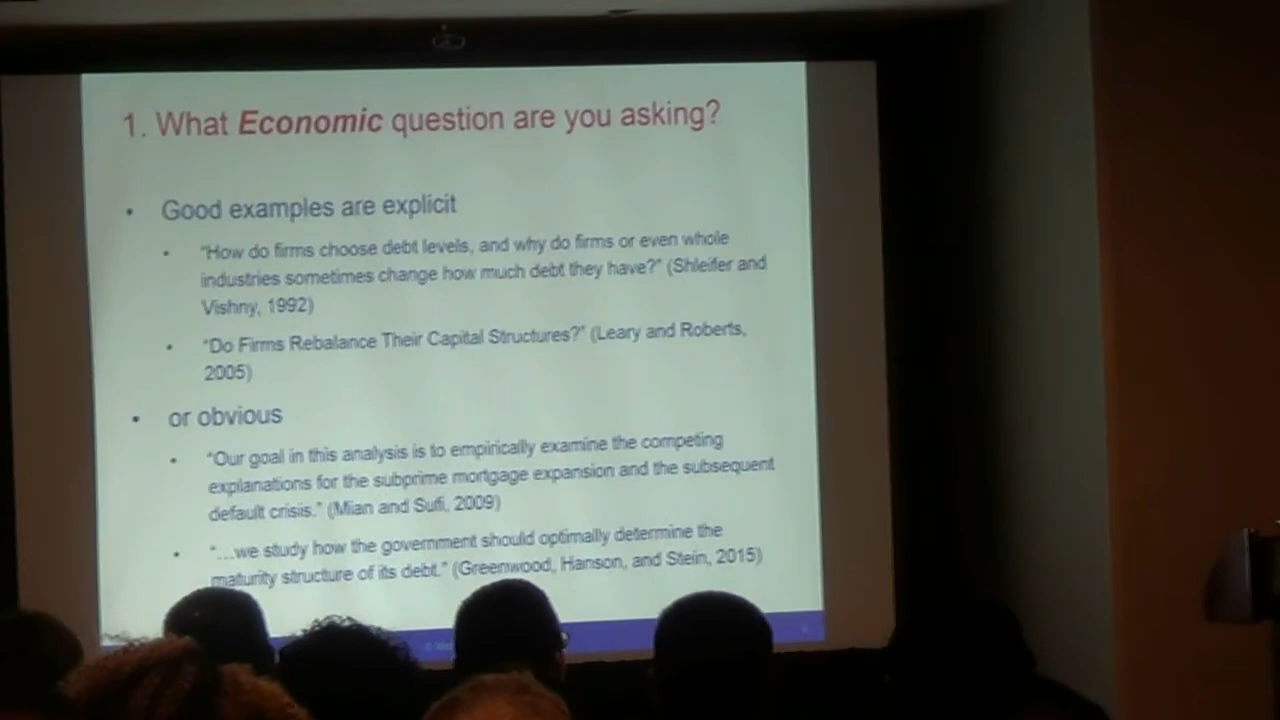 1. What Economic question are you asking?
• Good examples are explicit
• "How do firms choose debt levels, and why do firms or even whole
industries sometimes change how much debt they have?" (Shleifer and
Vishny, 1992)
• "Do Firms Rebalance Their Capital Structures?" (Leary and Roberts,
2005)
• or obvious
• "Our goal in this analysis is to empirically examine the competing
explanations for the subprime mortgage expansion and the subsequent
default crisis." (Mian and Sufi, 2009)
• "…we study how the government should optimally determine the
maturity structure of its debt." (Greenwood, Hanson, and Stein, 2015)